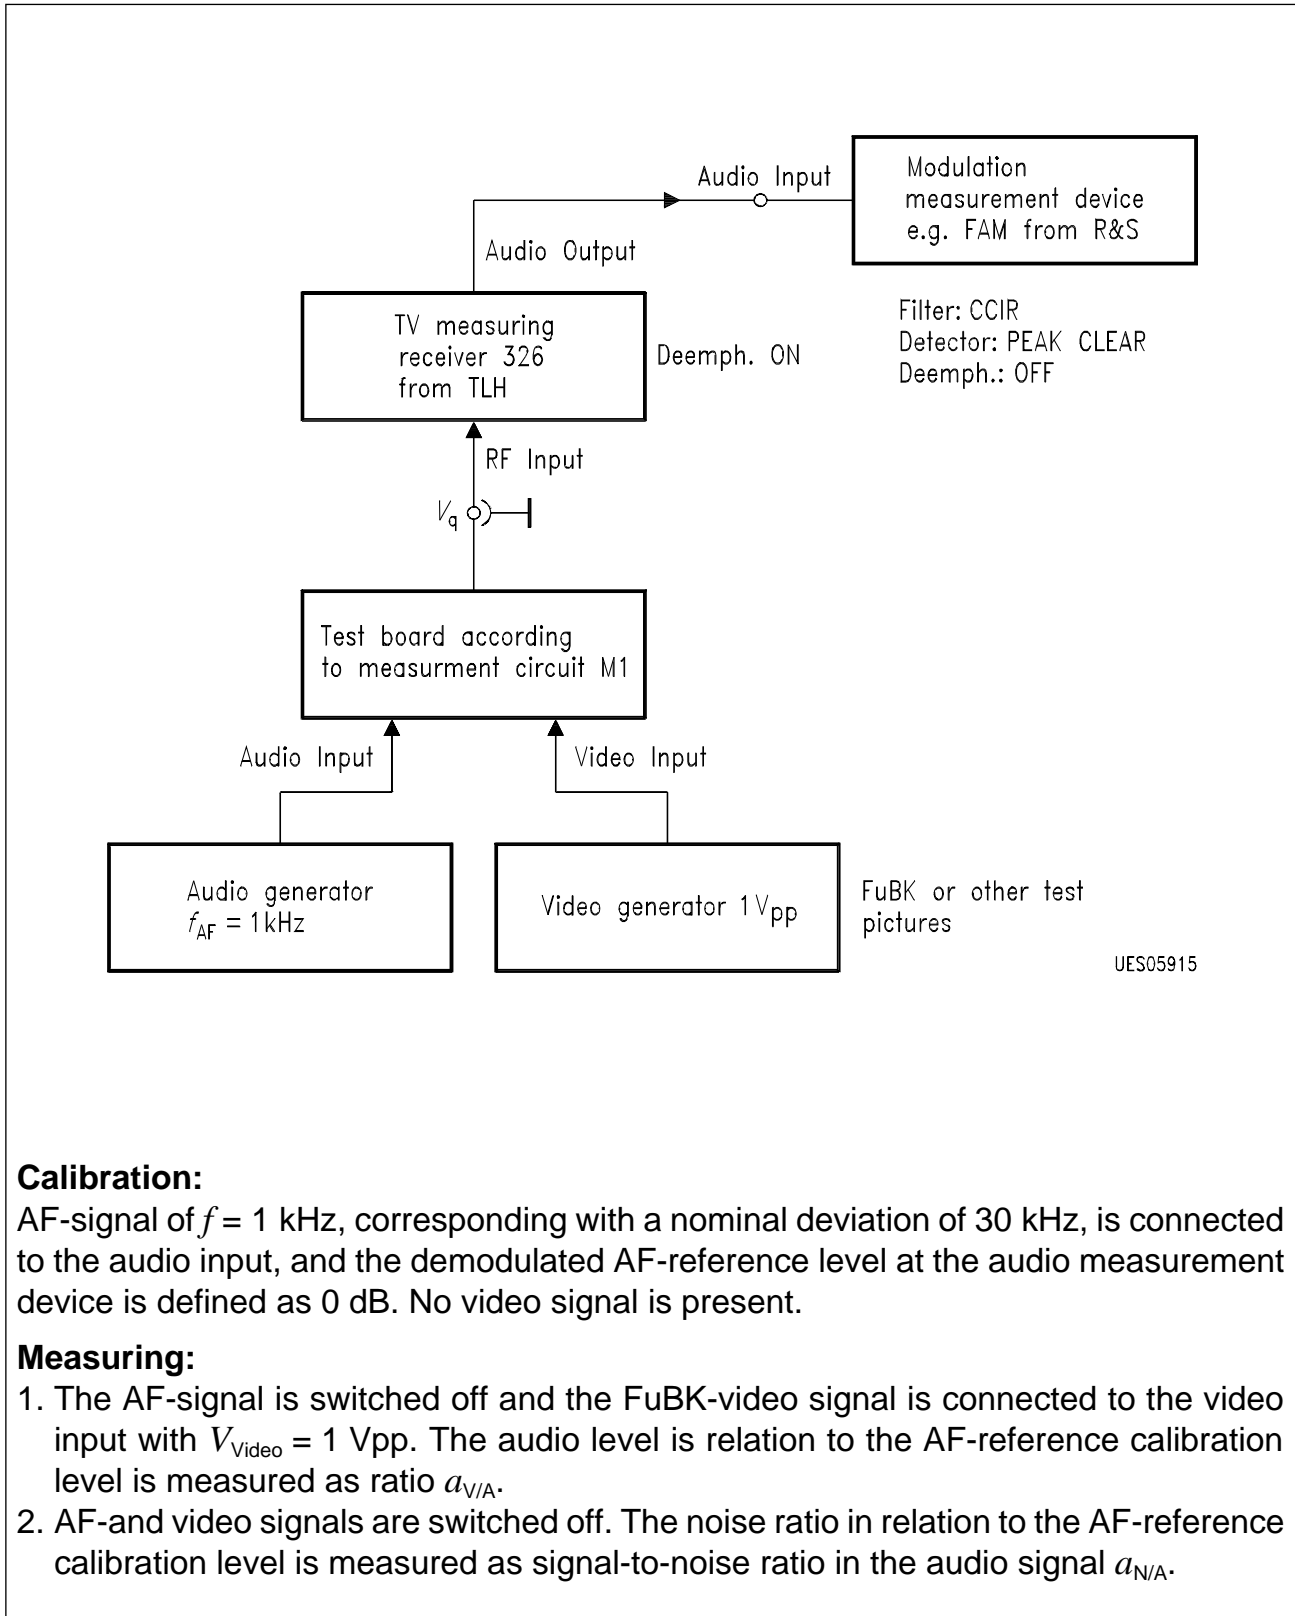 Audio Input
Modulation
measurement device
e.g. FAM from R&S
Audio Output
Filter: CCIR
Detector: PEAK CLEAR
Deemph.: OFF
TV measuring
receiver 326
from TLH
Deemph. ON
RF Input
Vq
Test board according
to measurment circuit M1
Audio Input
Video Input
Audio generator
fAF = 1kHz
Video generator 1Vpp
FuBK or other test
pictures
UES05915
Calibration:
AF-signal of f = 1 kHz, corresponding with a nominal deviation of 30 kHz, is connected
to the audio input, and the demodulated AF-reference level at the audio measurement
device is defined as 0 dB. No video signal is present.
Measuring:
1. The AF-signal is switched off and the FuBK-video signal is connected to the video
input with VVideo = 1 Vpp. The audio level is relation to the AF-reference calibration
level is measured as ratio aV/A.
2. AF-and video signals are switched off. The noise ratio in relation to the AF-reference
calibration level is measured as signal-to-noise ratio in the audio signal aN/A.